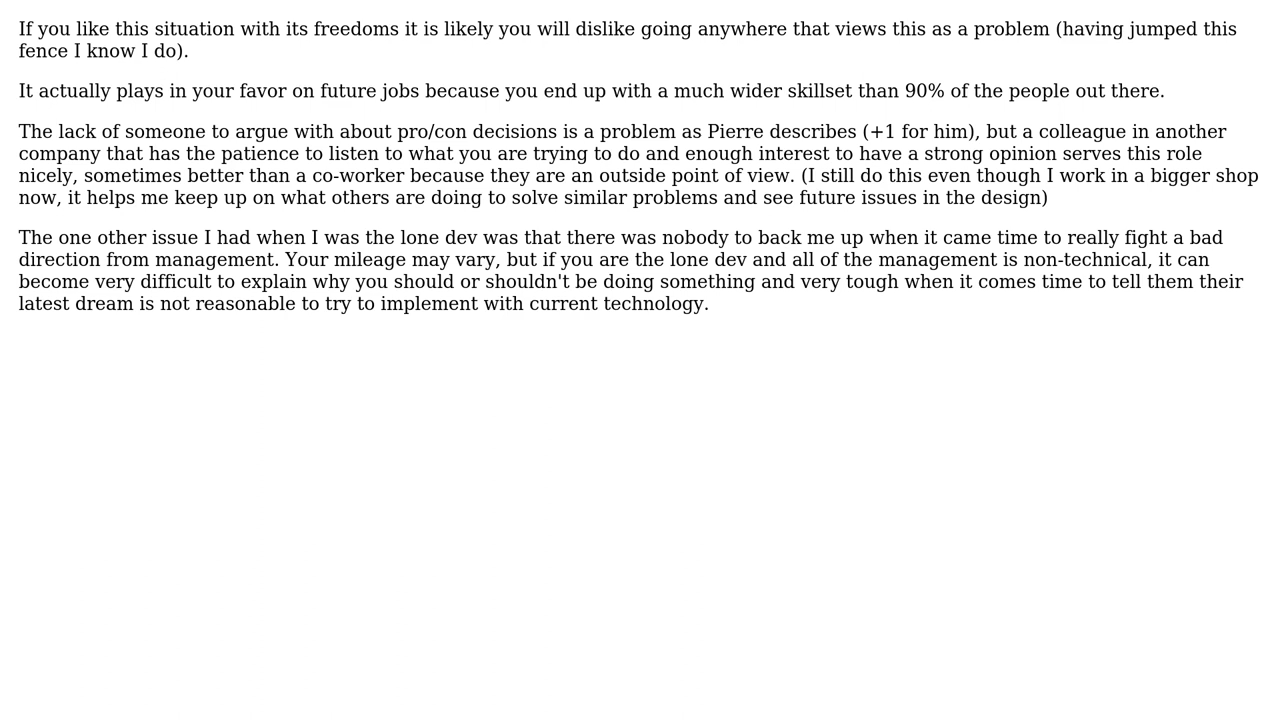 If you like this situation with its freedoms it is likely you will dislike going anywhere that views this as a problem (having jumped this
fence I know I do).
It actually plays in your favor on future jobs because you end up with a much wider skillset than 90% of the people out there.
The lack of someone to argue with about pro/con decisions is a problem as Pierre describes (+1 for him), but a colleague in another
company that has the patience to listen to what you are trying to do and enough interest to have a strong opinion serves this role
nicely, sometimes better than a co-worker because they are an outside point of view. (I still do this even though I work in a bigger shop
now, it helps me keep up on what others are doing to solve similar problems and see future issues in the design)
The one other issue I had when I was the lone dev was that there was nobody to back me up when it came time to really fight a bad
direction from management. Your mileage may vary, but if you are the lone dev and all of the management is non-technical, it can
become very difficult to explain why you should or shouldn't be doing something and very tough when it comes time to tell them their
latest dream is not reasonable to try to implement with current technology.